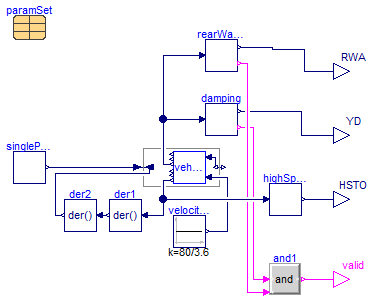 paramSet
rearWa...
RWA
damping
YD
singleP...
veh...
highSp...
HSTO
der2
der1
der()
der()
velocit...
k=80/3.6
and1
and
valid